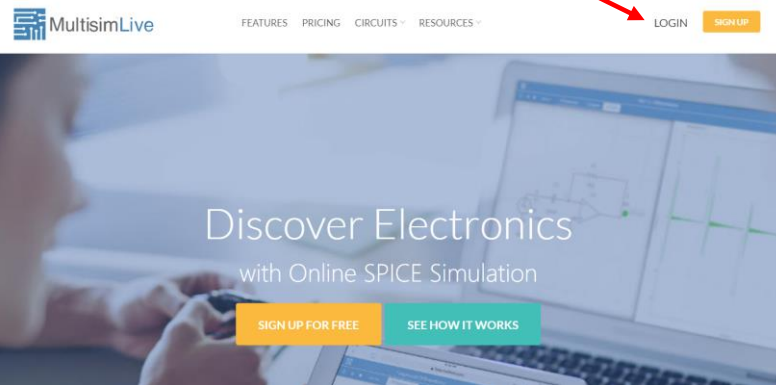 MultisimLive FEATURES PRICING CIRCUITS RESOURCES LOGIN SIGN UP
Discover Electronics
with Online SPICE Simulation
SIGN UP FOR FREE SEE HOW IT WORKS